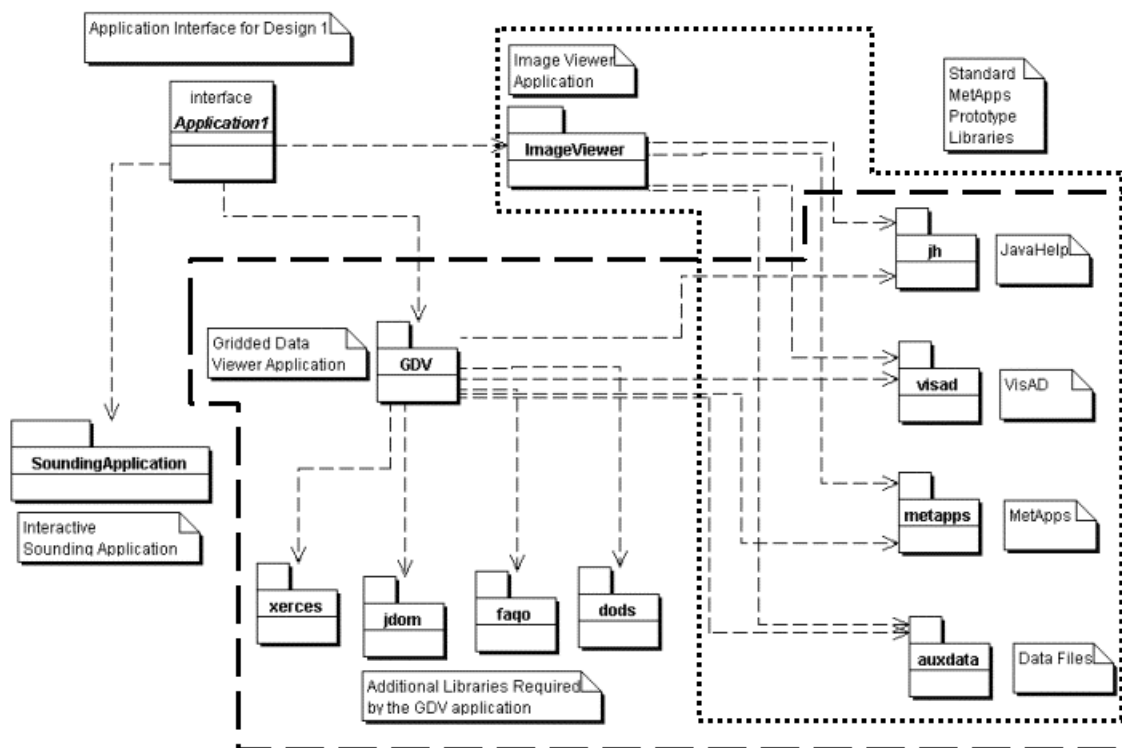 Application Interface for Design 1
Image Viewer
Application
Standard
MetApps
Prototype
Libraries
interface
Application1
ImageViewer
jh
JavaHelp
Gridded Data
Viewer Application
GDV
visad
VisAD
SoundingApplication
Interactive
Sounding Application
metapps
MetApps
xerces
jdom
faqo
dods
auxdata
Data Files
Additional Libraries Required
by the GDV application